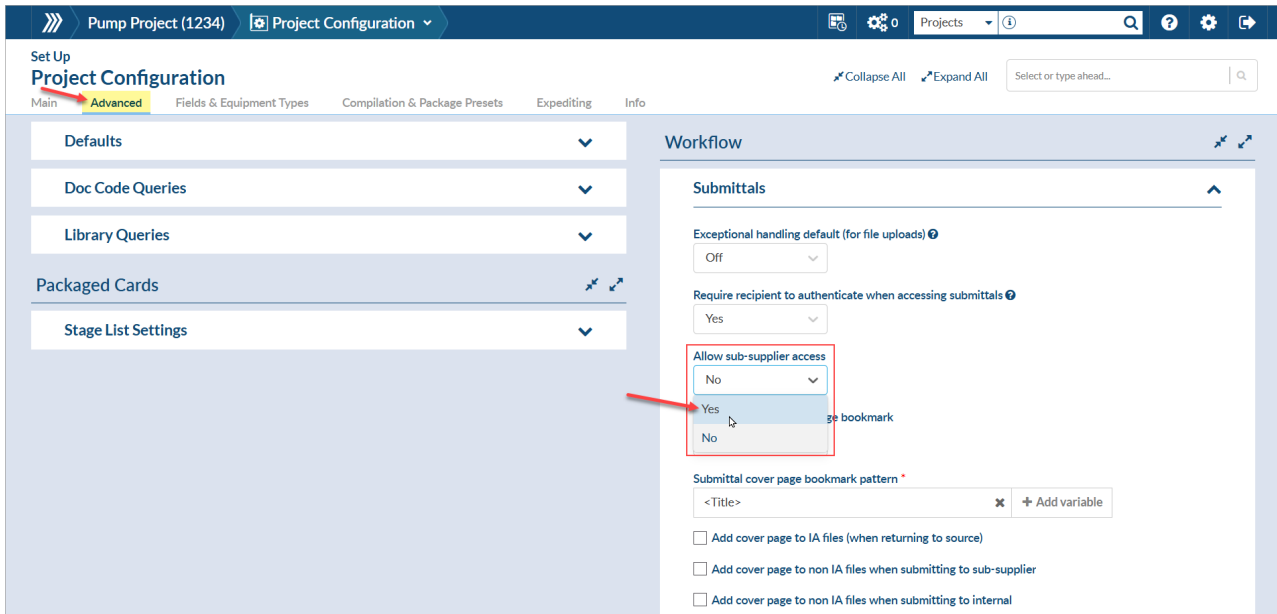 Pump Project (1234)
Project Configuration
0
Projects
Set Up
Project Configuration
Collapse All
Expand All
Select or type ahead...
Main
Advanced
Fields & Equipment Types
Compilation & Package Presets
Expediting
Info
Defaults
Doc Code Queries
Library Queries
Packaged Cards
Stage List Settings
Workflow
Submittals
Exceptional handling default (for file uploads)
Off
Require recipient to authenticate when accessing submittals
Yes
Allow sub-supplier access
No
Yes
bookmark
No
Submittal cover page bookmark pattern *
<Title>
+ Add variable
Add cover page to IA files (when returning to source)
Add cover page to non IA files when submitting to sub-supplier
Add cover page to non IA files when submitting to internal